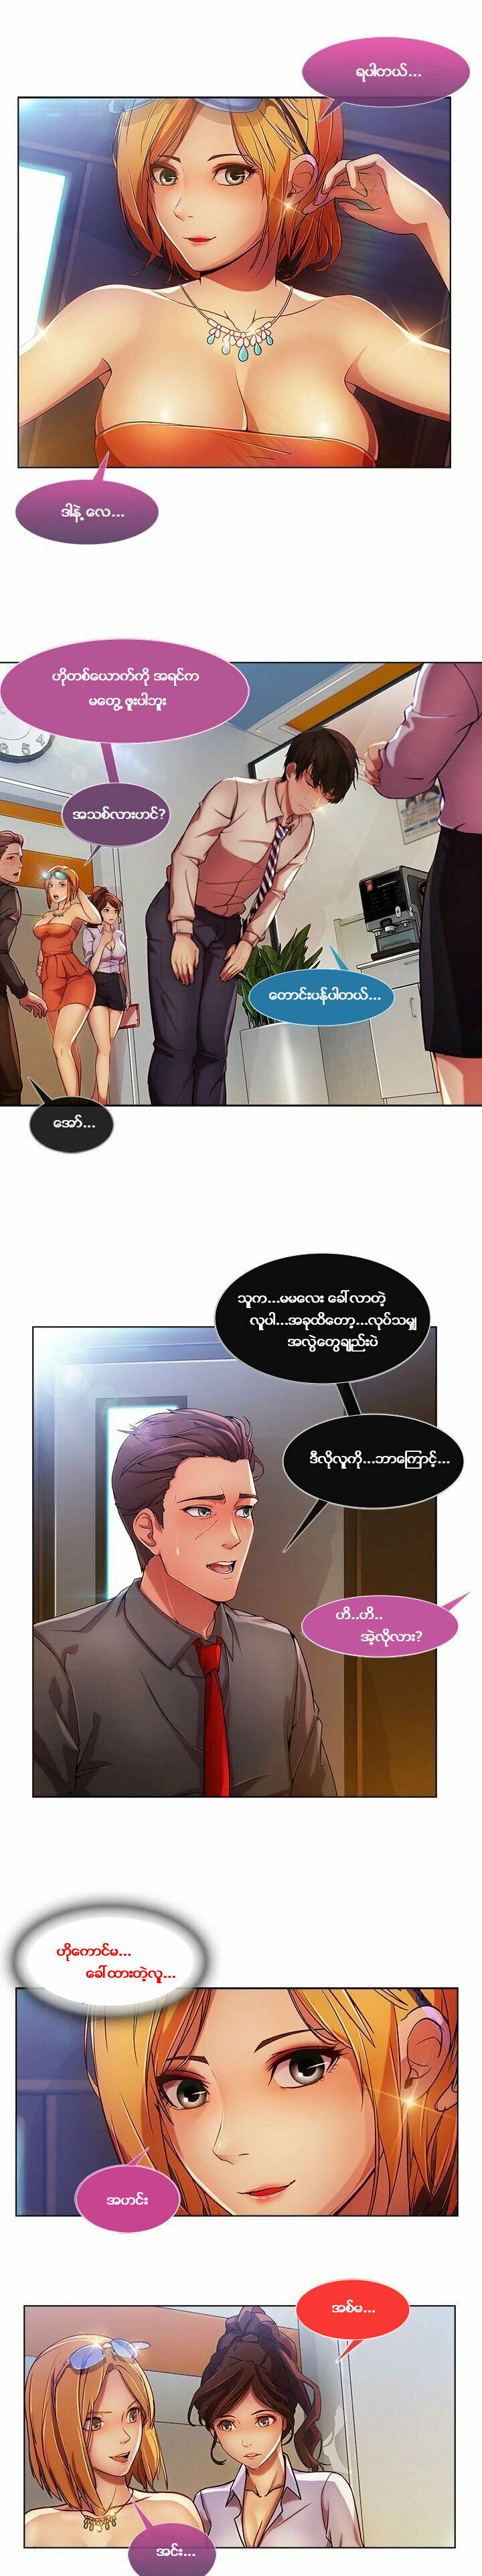 ရပါတယ်...
ဒါနဲ့ လေ...
ဟိုတစ်ယောက်ကို အရင်က
မတွေ့ ဖူးပါဘူး
အသစ်လားဟင်?
တောင်းပန်ပါတယ်...
အော်...
သူက...မမလေး ခေါ်လာတဲ့
လူပါ...အခုထိတော့...လုပ်သမျှ
အလွဲတွေချည်းပဲ
ဒီလိုလူကို...ဘာကြောင့်...
ဟိ..ဟိ..
အဲ့လိုလား?
ဟိုကောင်မ...
ခေါ်ထားတဲ့လူ...
အဟင်း
အစ်မ...
အင်း...